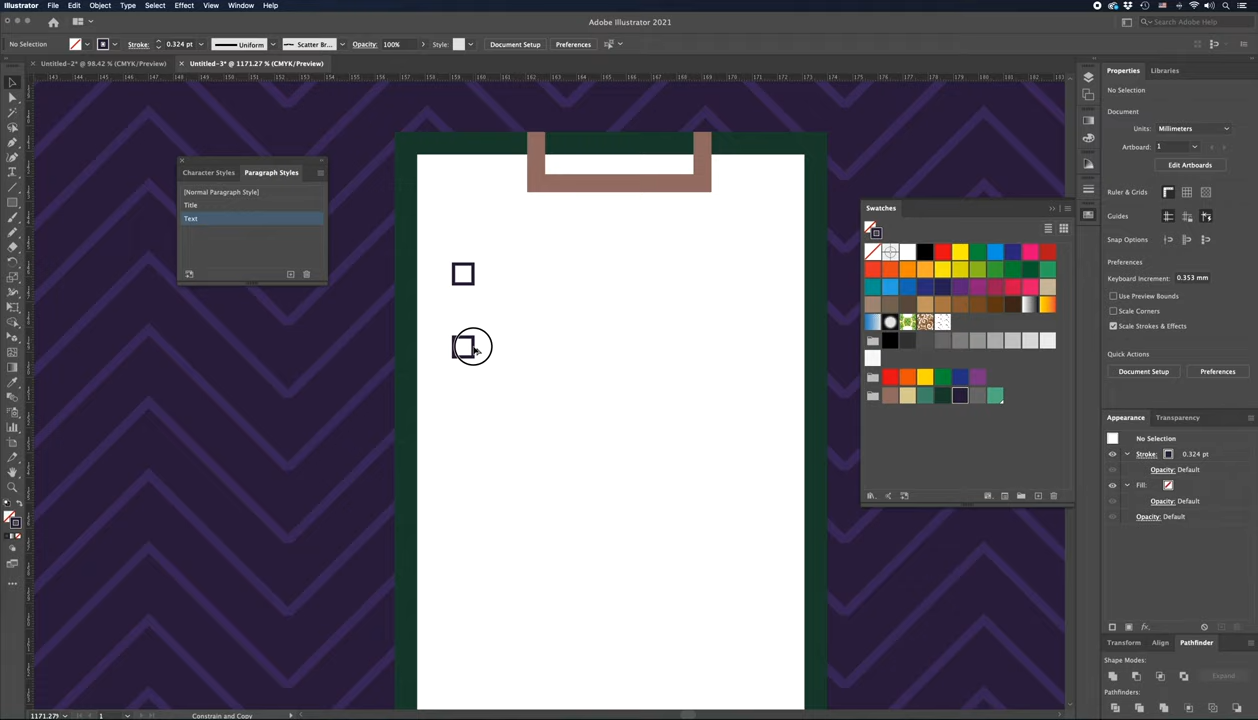 Illustrator File Edit Object Type Select Effect View Window Help
Adobe Illustrator 2021
Search Adobe Help
No Selection Stroke: 0.324 pt Uniform Scatter Br... Opacity: 100% Style: Document Setup Preferences
Untitled-2* @ 98.42 % (CMYK/Preview) Untitled-3* @ 1171.27 % (CMYK/Preview)
Character Styles Paragraph Styles
[Normal Paragraph Style]
Title
Text
Swatches
Properties Libraries
No Selection
Document
Units: Millimeters
Artboard: 1
Edit Artboards
Ruler & Grids
Guides
Snap Options
Preferences
Keyboard Increment: 0.353 mm
Use Preview Bounds
Scale Corners
Scale Strokes & Effects
Quick Actions
Document Setup Preferences
Appearance Transparency
No Selection
Stroke: 0.324 pt
Opacity: Default
Fill:
Opacity: Default
Opacity: Default
Transform Align Pathfinder
Shape Modes:
Expand
Pathfinders:
1171.27% 1 Constrain and Copy